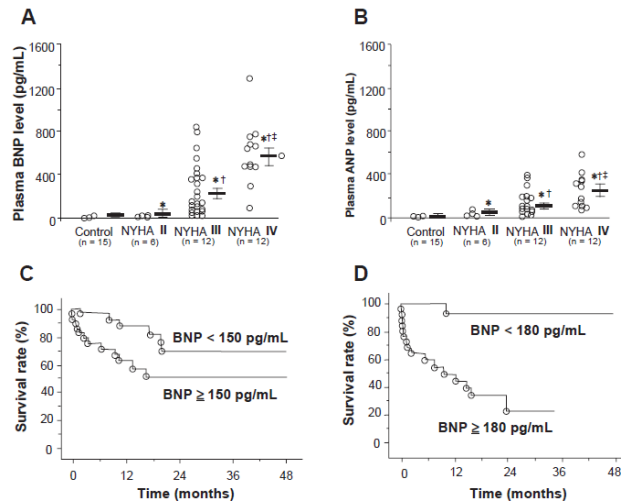 A
Plasma BNP level (pg/mL)
1600
1200
800
400
0
* * † *†‡
Control NYHA II NYHA III NYHA IV
(n = 15) (n = 6) (n = 12) (n = 12)
B
Plasma ANP level (pg/mL)
1600
1200
800
400
0
* * † *†‡
Control NYHA II NYHA III NYHA IV
(n = 15) (n = 6) (n = 12) (n = 12)
C
Survival rate (%)
100
80
60
40
20
0
BNP < 150 pg/mL
BNP ≧ 150 pg/mL
0 12 24 36 48
Time (months)
D
Survival rate (%)
100
80
60
40
20
0
BNP < 180 pg/mL
BNP ≧ 180 pg/mL
0 12 24 36 48
Time (months)